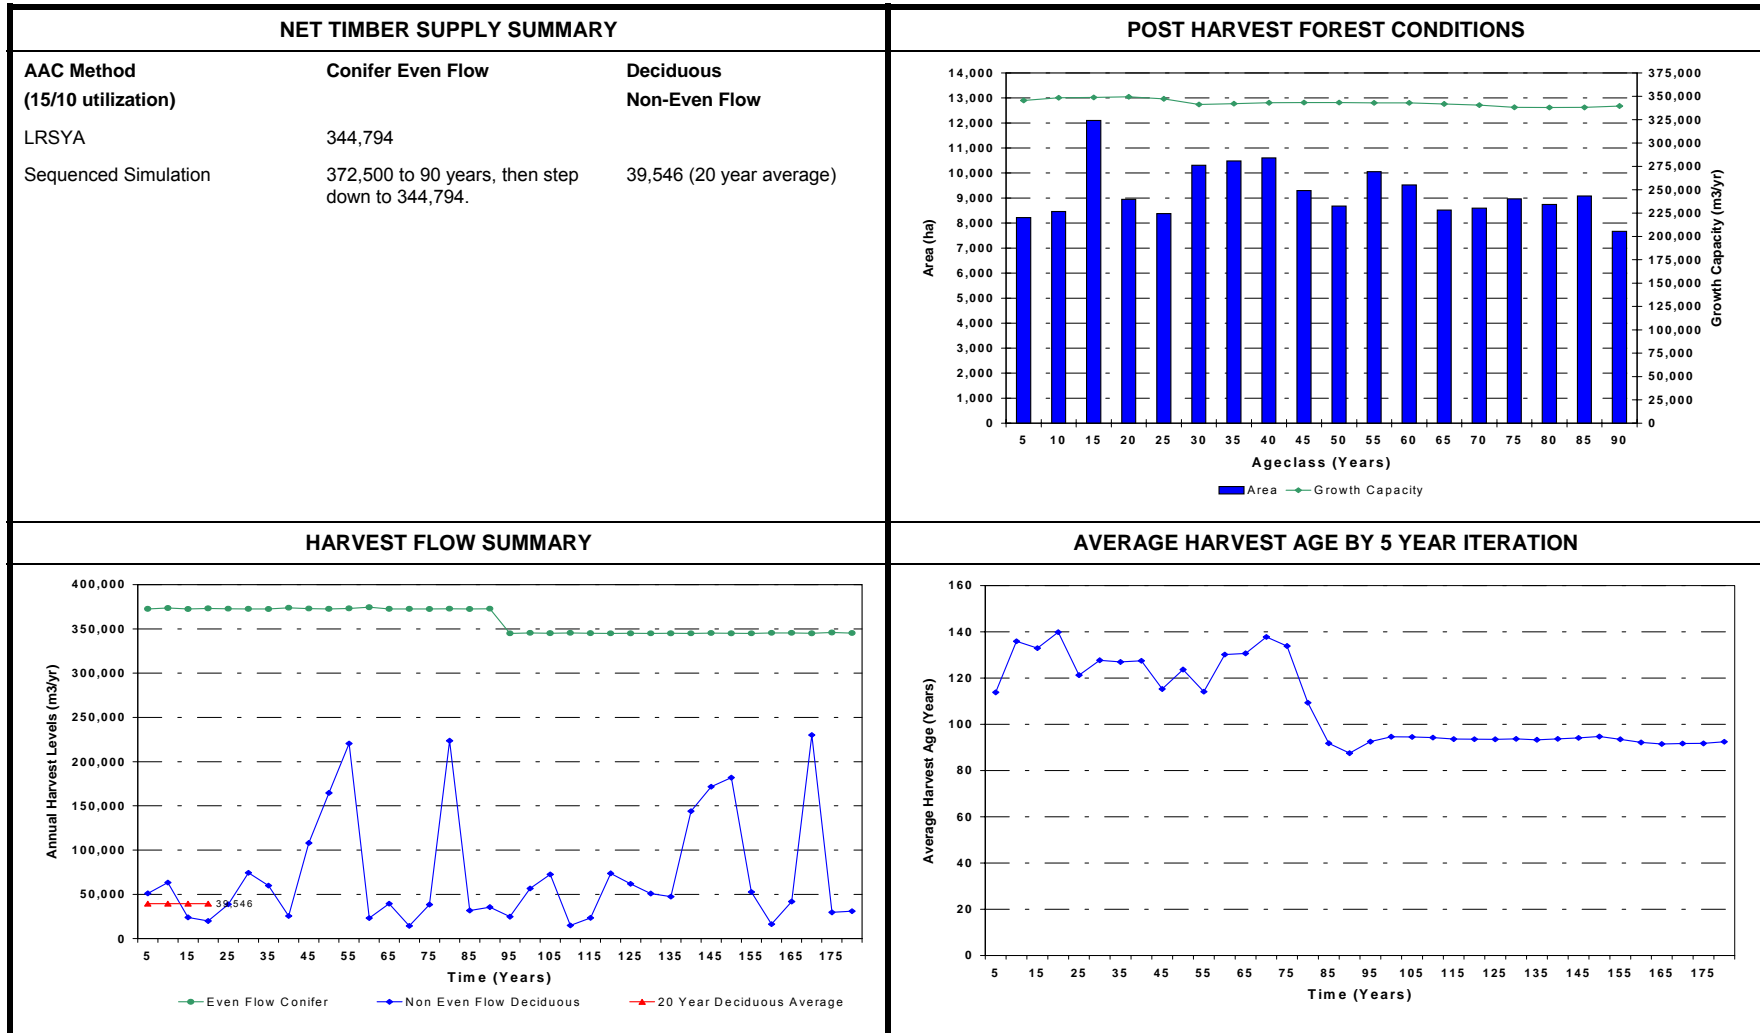 NET TIMBER SUPPLY SUMMARY
AAC Method
(15/10 utilization)
Conifer Even Flow
Deciduous
Non-Even Flow
LRSYA
344,794
Sequenced Simulation
372,500 to 90 years, then step
down to 344,794.
39,546 (20 year average)
POST HARVEST FOREST CONDITIONS
14,000
13,000
12,000
11,000
10,000
9,000
8,000
7,000
6,000
5,000
4,000
3,000
2,000
1,000
0
Area (ha)
375,000
350,000
325,000
300,000
275,000
250,000
225,000
200,000
175,000
150,000
125,000
100,000
75,000
50,000
25,000
0
Growth Capacity (m3/yr)
5 10 15 20 25 30 35 40 45 50 55 60 65 70 75 80 85 90
Ageclass (Years)
Area Growth Capacity
HARVEST FLOW SUMMARY
400,000
350,000
300,000
250,000
200,000
150,000
100,000
50,000
0
Annual Harvest Levels (m3/yr)
39,546
5 15 25 35 45 55 65 75 85 95 105 115 125 135 145 155 165 175
Time (Years)
Even Flow Conifer Non Even Flow Deciduous 20 Year Deciduous Average
AVERAGE HARVEST AGE BY 5 YEAR ITERATION
160
140
120
100
80
60
40
20
0
Average Harvest Age (Years)
5 15 25 35 45 55 65 75 85 95 105 115 125 135 145 155 165 175
Time (Years)